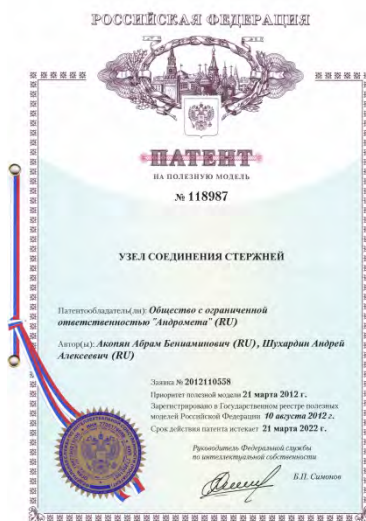 РОССИЙСКАЯ ФЕДЕРАЦИЯ
ПАТЕНТ
НА ПОЛЕЗНУЮ МОДЕЛЬ
№ 118987
УЗЕЛ СОЕДИНЕНИЯ СТЕРЖНЕЙ
Патентообладатель(ли): Общество с ограниченной
ответственностью "Андромета" (RU)
Автор(ы): Акопян Абрам Бениаминович (RU), Шухардин Андрей
Алексеевич (RU)
Заявка № 2012110558
Приоритет полезной модели 21 марта 2012 г.
Зарегистрировано в Государственном реестре полезных
моделей Российской Федерации 10 августа 2012 г.
Срок действия патента истекает 21 марта 2022 г.
Руководитель Федеральной службы
по интеллектуальной собственности
Б.П. Симонов